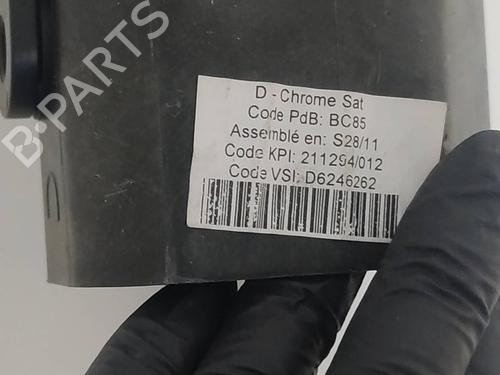 B-PARTS
D - Chrome Sat
Code PdB: BC85
Assemblé en: S28/11
Code KPI: 211294/012
Code VSI: D6246262